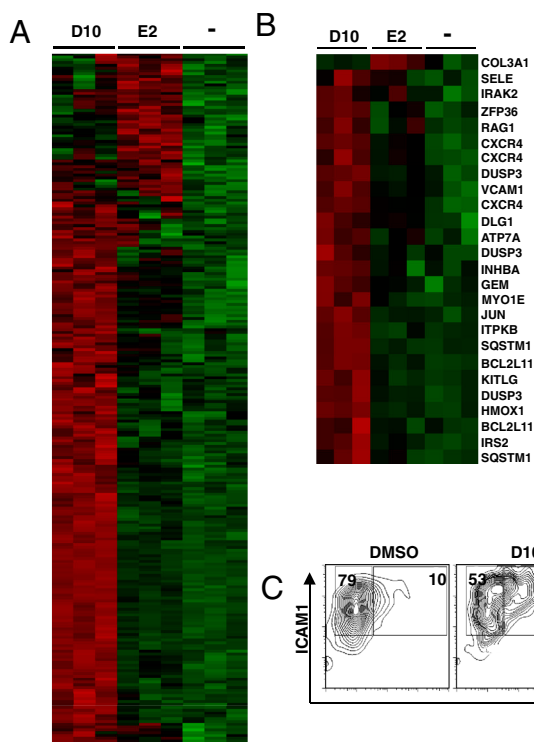 A
D10 E2 -
B
D10 E2 -
COL3A1
SELE
IRAK2
ZFP36
RAG1
CXCR4
CXCR4
DUSP3
VCAM1
CXCR4
DLG1
ATP7A
DUSP3
INHBA
GEM
MYO1E
JUN
ITPKB
SQSTM1
BCL2L11
KITLG
DUSP3
HMOX1
BCL2L11
IRS2
SQSTM1
C
DMSO D10
79 10 53
ICAM1